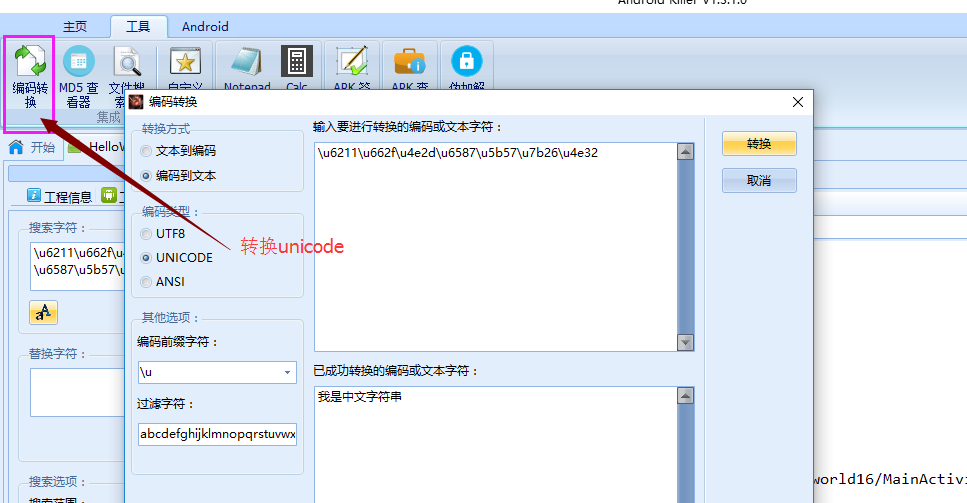 Android Killer V1.3.1.0
主页 工具 Android
编码转换
MD5 查看器
文件搜索
自定义
Notepad
Calc
APK 签
APK 查
伪加解
集成
开始
HelloW
工程信息
搜索字符：
\u6211\u662f\u4
\u6587\u5b57\u
替换字符：
搜索选项：
搜索范围：
编码转换
转换方式
文本到编码
编码到文本
编码类型：
UTF8
UNICODE
ANSI
其他选项：
编码前缀字符：
\u
过滤字符：
abcdefghijklmnopqrstuvwx
输入要进行转换的编码或文本字符：
\u6211\u662f\u4e2d\u6587\u5b57\u7b26\u4e32
已成功转换的编码或文本字符：
我是中文字符串
转换
取消
转换unicode
world16/MainActivi